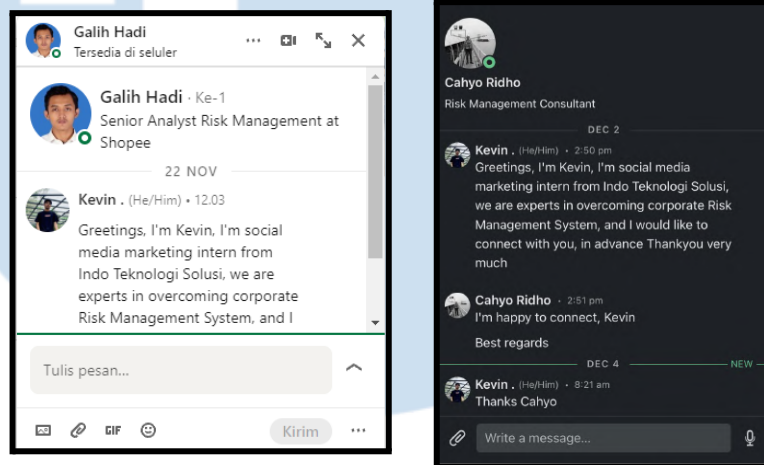 Galih Hadi
Tersedia di seluler
Galih Hadi · Ke-1
Senior Analyst Risk Management at
Shopee
22 NOV
Kevin . (He/Him) • 12.03
Greetings, I'm Kevin, I'm social
media marketing intern from
Indo Teknologi Solusi, we are
experts in overcoming corporate
Risk Management System, and I
Tulis pesan...
GIF
Kirim
Cahyo Ridho
Risk Management Consultant
DEC 2
Kevin . (He/Him) • 2:50 pm
Greetings, I'm Kevin, I'm social media
marketing intern from Indo Teknologi Solusi,
we are experts in overcoming corporate Risk
Management System, and I would like to
connect with you, in advance Thankyou very
much
Cahyo Ridho • 2:51 pm
I'm happy to connect, Kevin
Best regards
DEC 4
NEW
Kevin . (He/Him) • 8:21 am
Thanks Cahyo
Write a message...